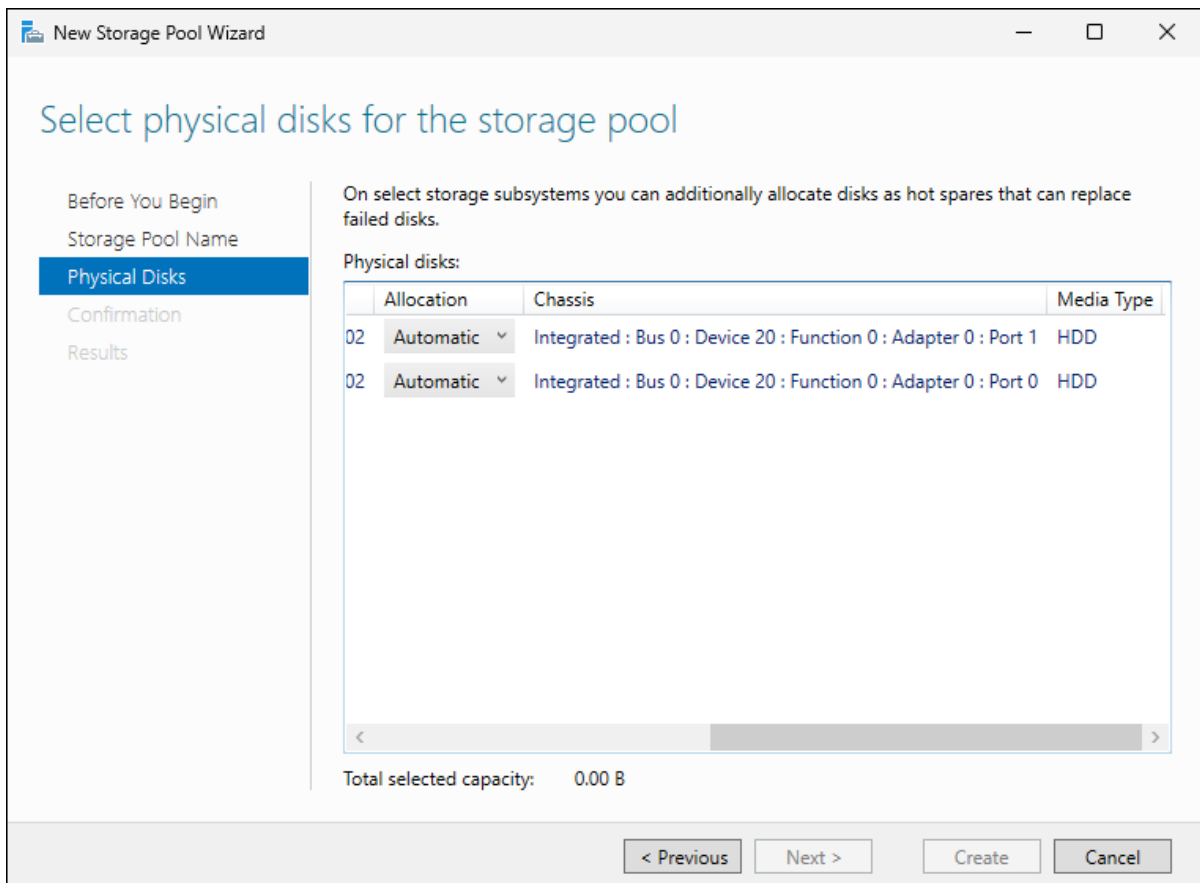 New Storage Pool Wizard
Select physical disks for the storage pool
Before You Begin
Storage Pool Name
Physical Disks
Confirmation
Results
On select storage subsystems you can additionally allocate disks as hot spares that can replace
failed disks.
Physical disks:
Allocation Chassis Media Type
02 Automatic Integrated : Bus 0 : Device 20 : Function 0 : Adapter 0 : Port 1 HDD
02 Automatic Integrated : Bus 0 : Device 20 : Function 0 : Adapter 0 : Port 0 HDD
Total selected capacity: 0.00 B
< Previous Next > Create Cancel